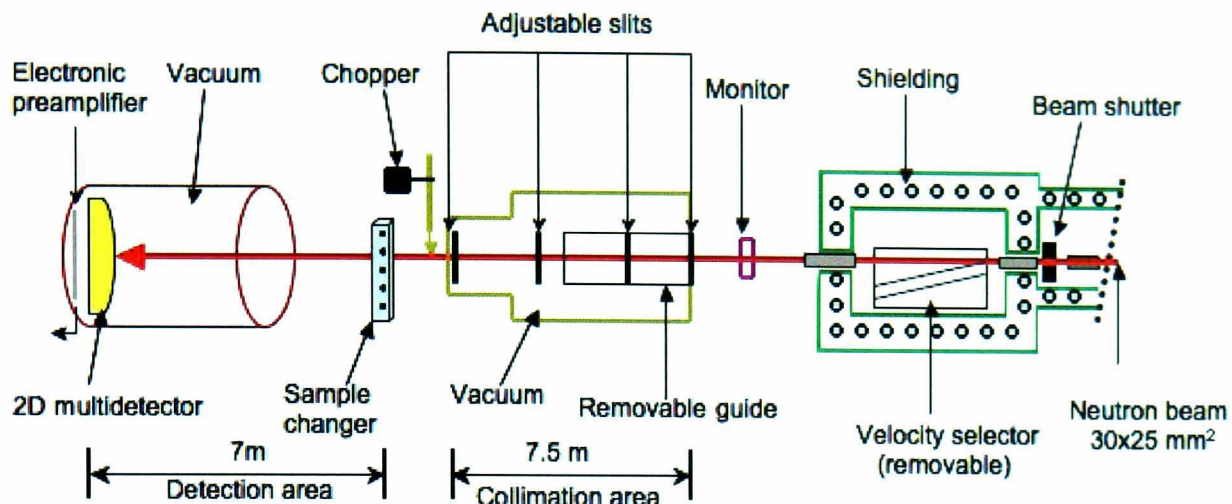 Adjustable slits
Electronic
preamplifier
Vacuum
Chopper
Monitor
Shielding
Beam shutter
2D multidetector
Sample
changer
Vacuum
Removable guide
Velocity selector
(removable)
Neutron beam
30x25 mm²
7m
Detection area
7.5 m
Collimation area